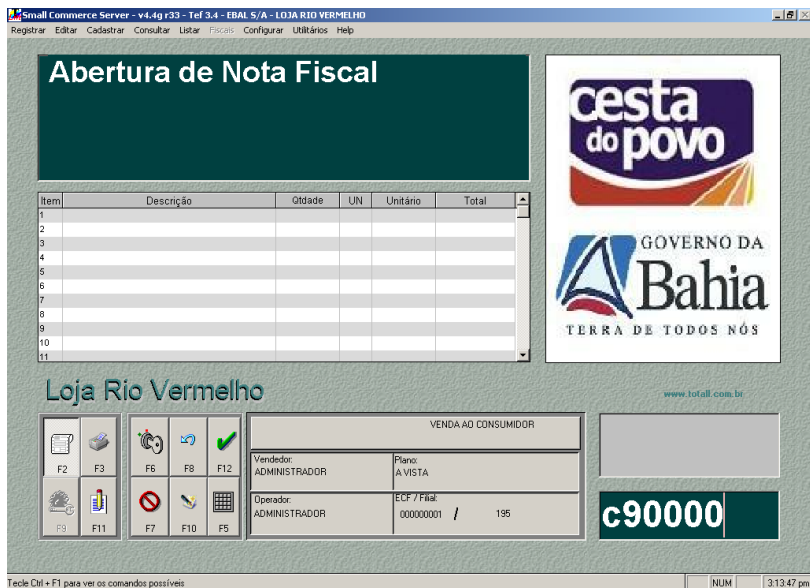 Small Commerce Server - v4.4g r33 - Tef 3.4 - EBAL S/A - LOJA RIO VERMELHO
Registrar Editar Cadastrar Consultar Listar Fiscais Configurar Utilitários Help
Abertura de Nota Fiscal
cesta
do povo
Item Descrição Qtdade UN Unitário Total
1
2
3
4
5
6
7
8
9
10
11
GOVERNO DA
Bahia
TERRA DE TODOS NÓS
Loja Rio Vermelho
www.totall.com.br
F2 F3 F6 F8 F12
VENDA AO CONSUMIDOR
Vendedor: Plano:
ADMINISTRADOR A VISTA
F9 F11 F7 F10 F5
Operador: ECF / Filial:
ADMINISTRADOR 000000001 / 195
c90000
Tecle Ctrl + F1 para ver os comandos possíveis NUM 3:13:47 pm